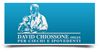 DAVID CHIOSSONE
PER CIECHI E IPOVEDENTI